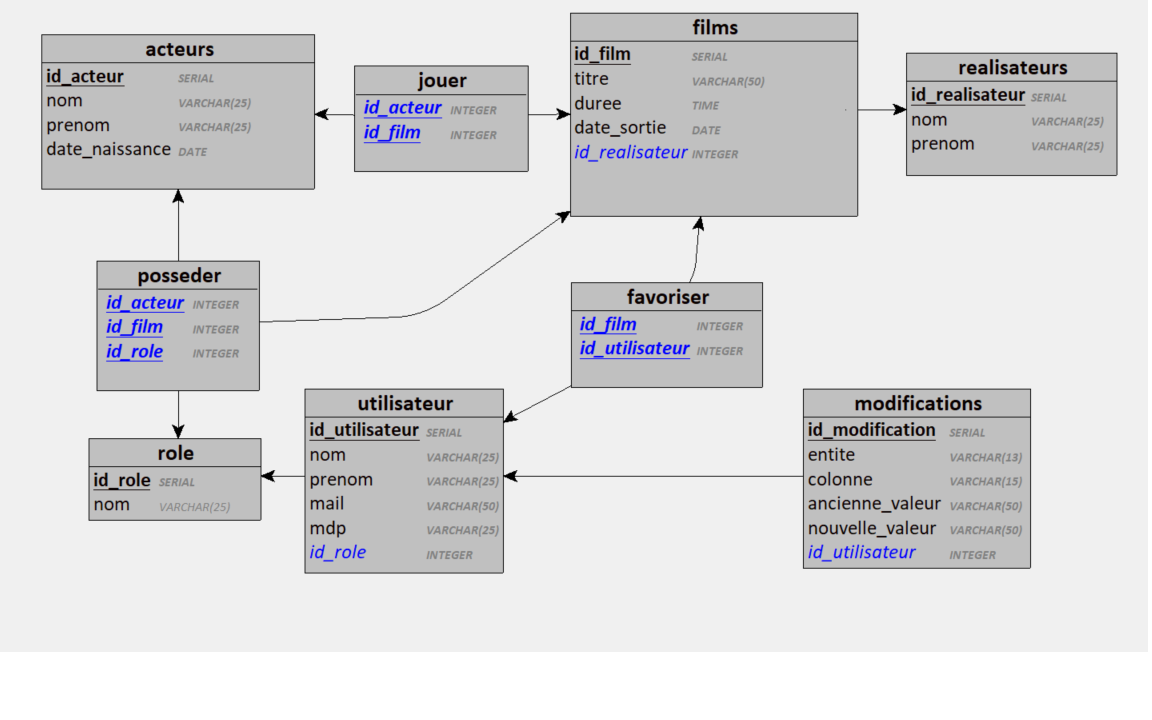 acteurs
id_acteur SERIAL
nom VARCHAR(25)
prenom VARCHAR(25)
date_naissance DATE
jouer
id_acteur INTEGER
id_film INTEGER
films
id_film SERIAL
titre VARCHAR(50)
duree TIME
date_sortie DATE
id_realisateur INTEGER
realisateurs
id_realisateur SERIAL
nom VARCHAR(25)
prenom VARCHAR(25)
posseder
id_acteur INTEGER
id_film INTEGER
id_role INTEGER
favoriser
id_film INTEGER
id_utilisateur INTEGER
role
id_role SERIAL
nom VARCHAR(25)
utilisateur
id_utilisateur SERIAL
nom VARCHAR(25)
prenom VARCHAR(25)
mail VARCHAR(50)
mdp VARCHAR(25)
id_role INTEGER
modifications
id_modification SERIAL
entite VARCHAR(13)
colonne VARCHAR(15)
ancienne_valeur VARCHAR(50)
nouvelle_valeur VARCHAR(50)
id_utilisateur INTEGER